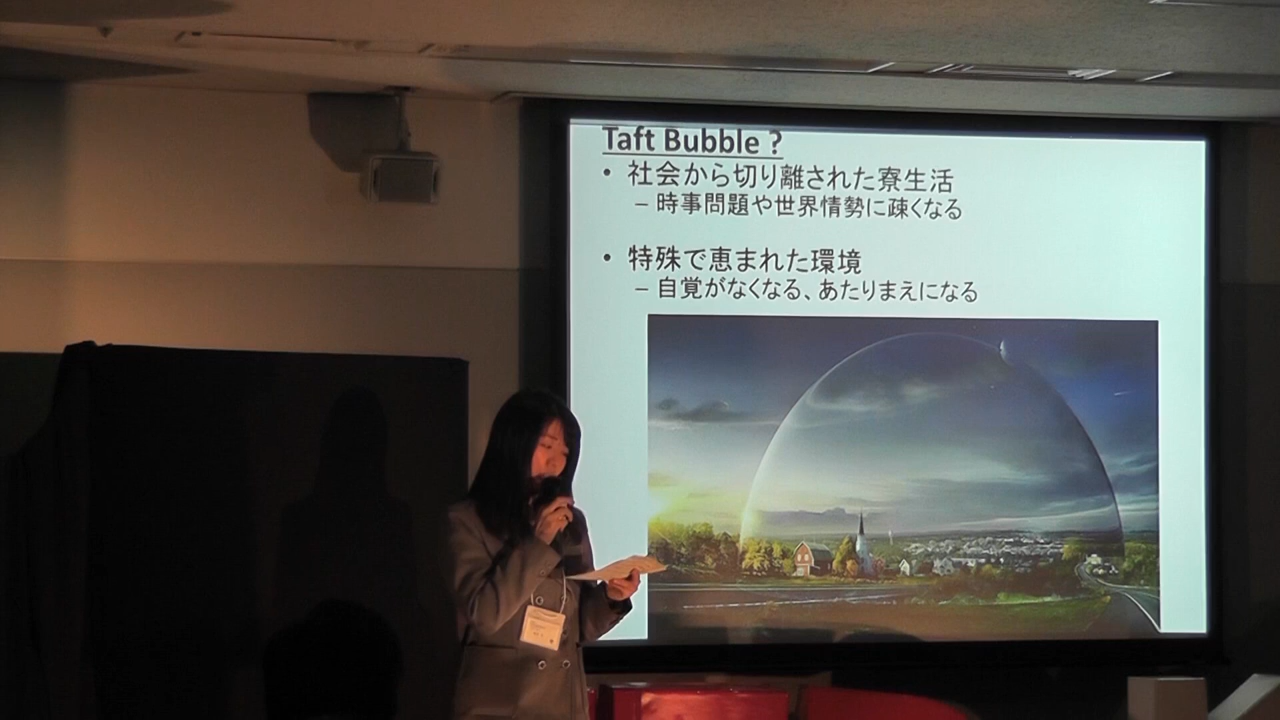 Taft Bubble ?
• 社会から切り離された寮生活
– 時事問題や世界情勢に疎くなる
• 特殊で恵まれた環境
– 自覚がなくなる、あたりまえになる